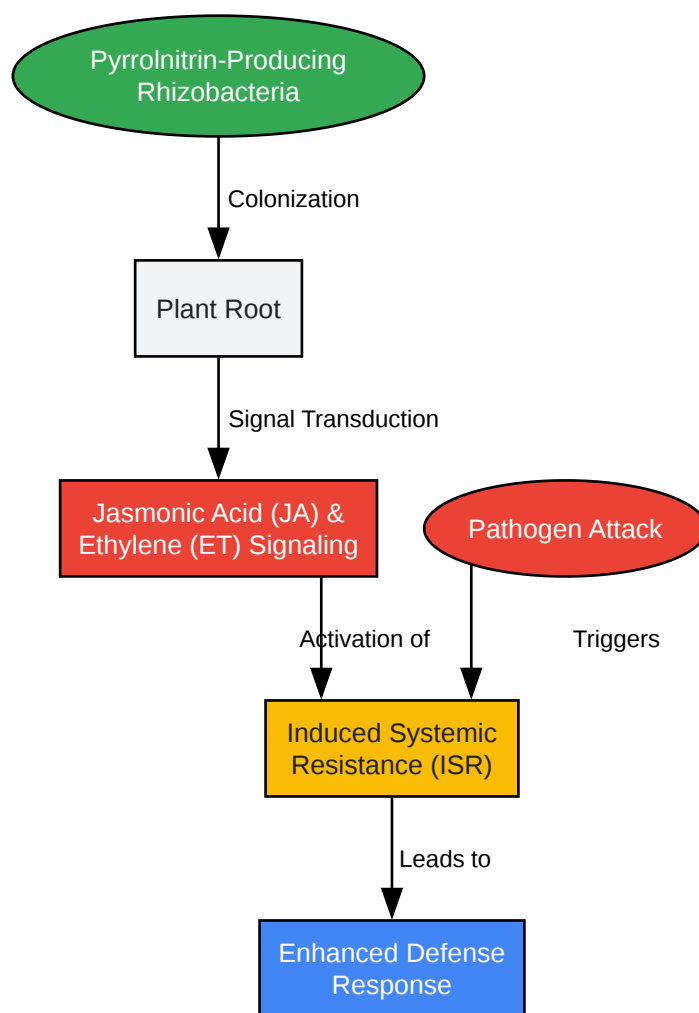 Pyrrolnitrin-Producing
Rhizobacteria
Colonization
Plant Root
Signal Transduction
Jasmonic Acid (JA) &
Ethylene (ET) Signaling
Pathogen Attack
Activation of
Triggers
Induced Systemic
Resistance (ISR)
Leads to
Enhanced Defense
Response